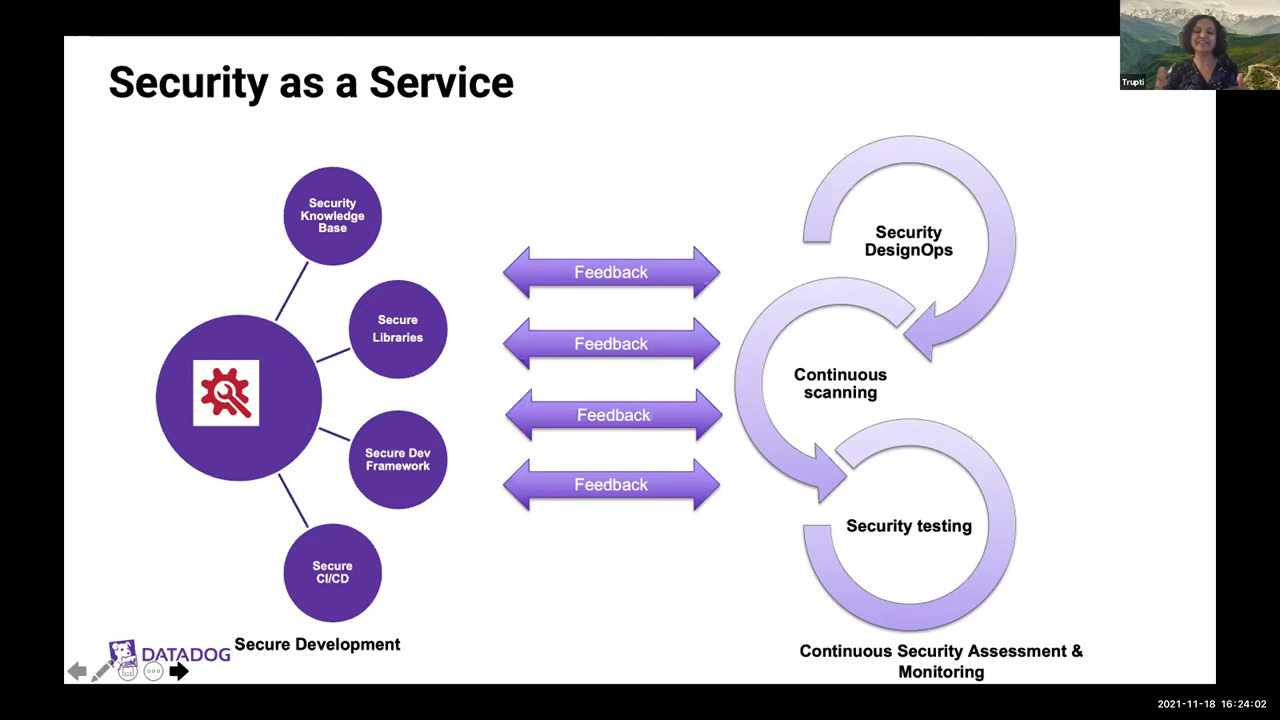 Security as a Service
Trupti
Security
Knowledge
Base
Secure
Libraries
Secure Dev
Framework
Secure
CI/CD
Secure Development
DATADOG
Feedback
Feedback
Feedback
Feedback
Security
DesignOps
Continuous
scanning
Security testing
Continuous Security Assessment &
Monitoring
2021-11-18 16:24:02